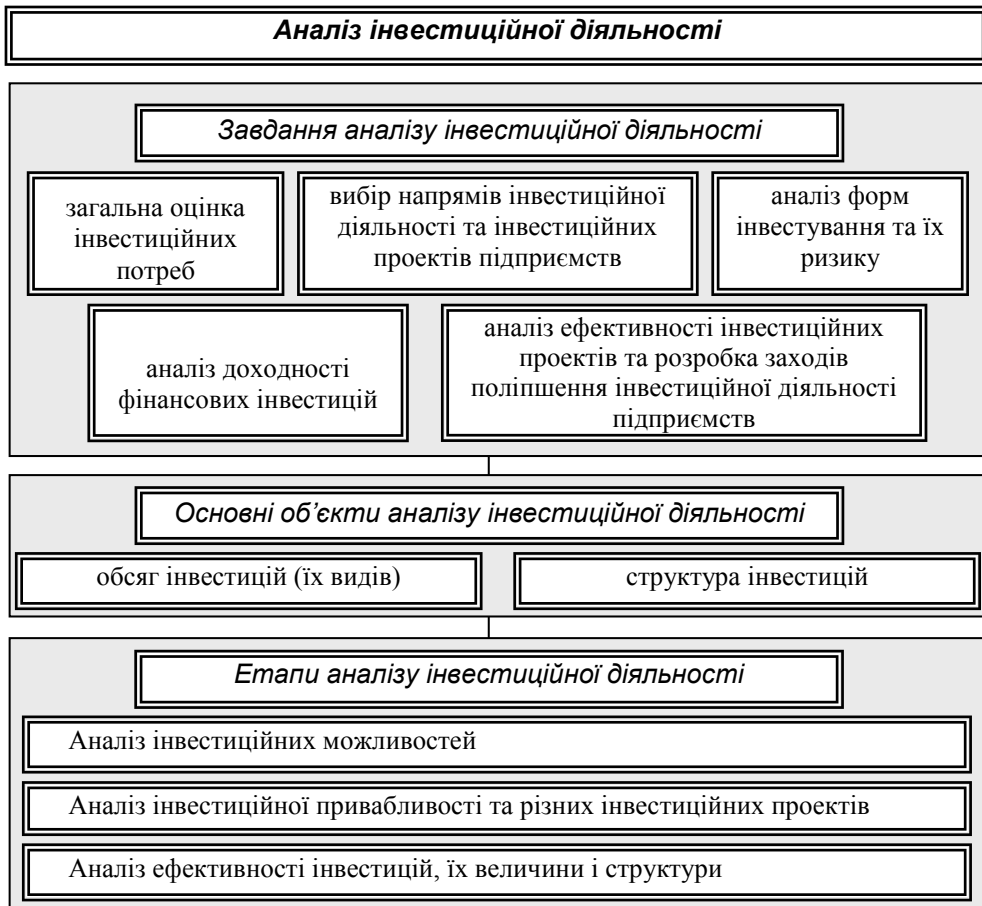 Аналіз інвестиційної діяльності
Завдання аналізу інвестиційної діяльності
загальна оцінка
інвестиційних
потреб
вибір напрямів інвестиційної
діяльності та інвестиційних
проектів підприємств
аналіз форм
інвестування та їх
ризику
аналіз доходності
фінансових інвестицій
аналіз ефективності інвестиційних
проектів та розробка заходів
поліпшення інвестиційної діяльності
підприємств
Основні об’єкти аналізу інвестиційної діяльності
обсяг інвестицій (їх видів)
структура інвестицій
Етапи аналізу інвестиційної діяльності
Аналіз інвестиційних можливостей
Аналіз інвестиційної привабливості та різних інвестиційних проектів
Аналіз ефективності інвестицій, їх величини і структури